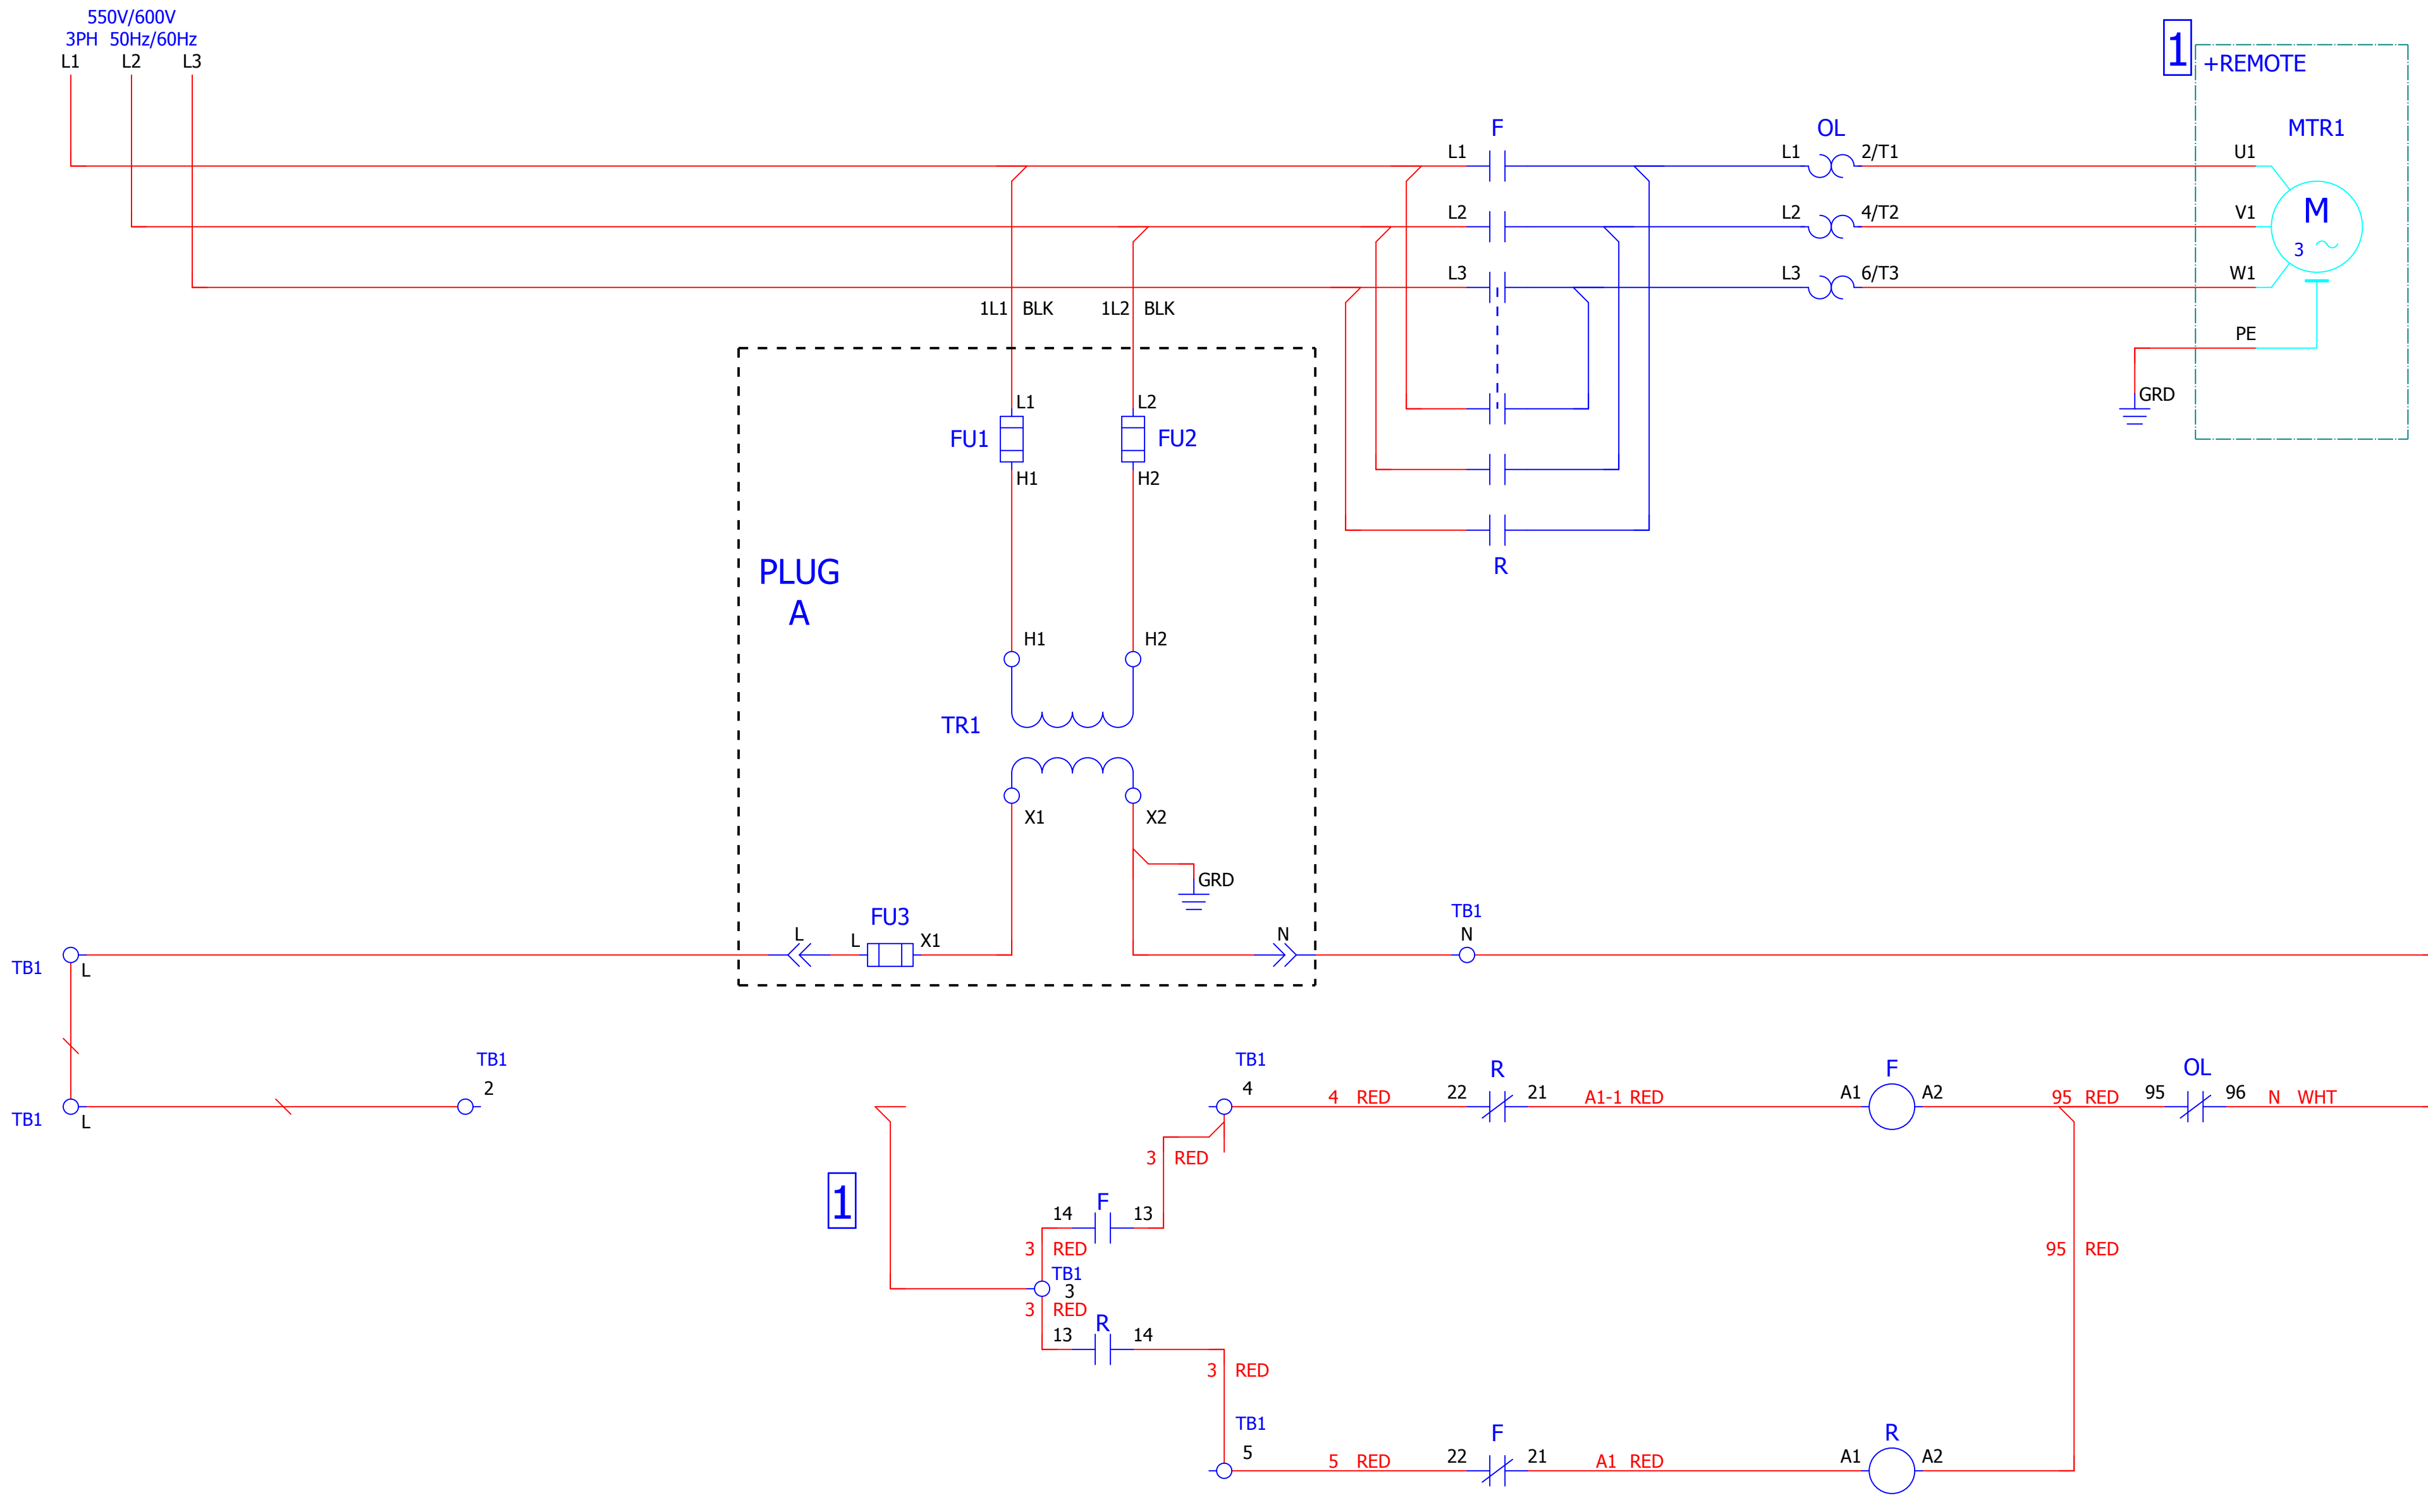 550V/600V
3PH 50Hz/60Hz
L1 L2 L3
1 +REMOTE
F OL MTR1
L1 L1 2/T1 U1
L2 L2 4/T2 V1
M
3
L3 L3 6/T3 W1
1L1 BLK 1L2 BLK
PE
GRD
L1 L2
FU1 FU2
H1 H2
R
PLUG
A
H1 H2
TR1
X1 X2
GRD
FU3
TB1
L L X1 N N
TB1 L
TB1 TB1
2 4
R F OL
4 RED 22 21 A1-1 RED A1 A2 95 RED 95 96 N WHT
TB1 L
3 RED
1
F
14 13
3 RED 95 RED
TB1
3
3 RED
R
13 14
3 RED
TB1
5
F R
5 RED 22 21 A1 RED A1 A2